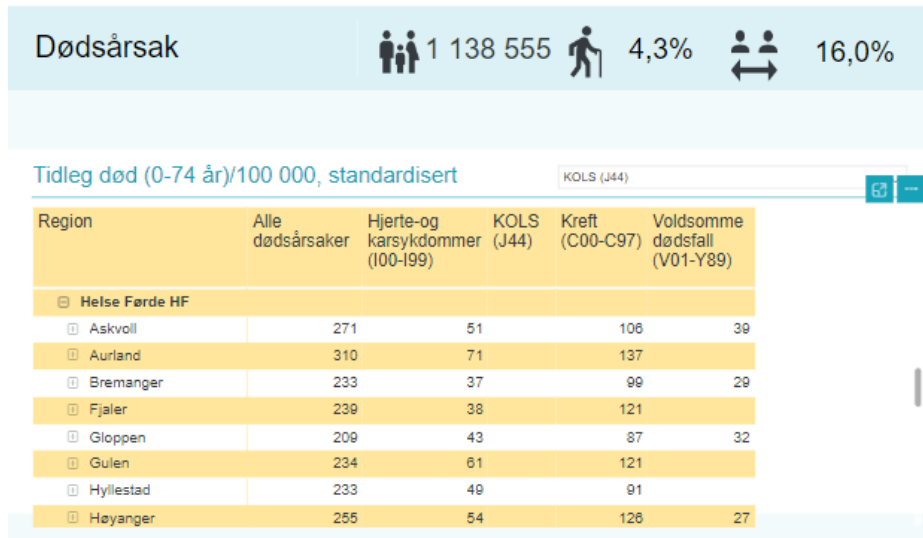 Dødsårsak 1 138 555 4,3% 16,0%
Tidleg død (0-74 år)/100 000, standardisert KOLS (J44)
Region Alle dødsårsaker Hjerte-og karsykdommer (I00-I99) KOLS (J44) Kreft (C00-C97) Voldsomme dødsfall (V01-Y89)
Helse Førde HF
Askvoll 271 51 106 39
Aurland 310 71 137
Bremanger 233 37 99 29
Fjaler 239 38 121
Gloppen 209 43 87 32
Gulen 234 61 121
Hyllestad 233 49 91
Høyanger 255 54 126 27